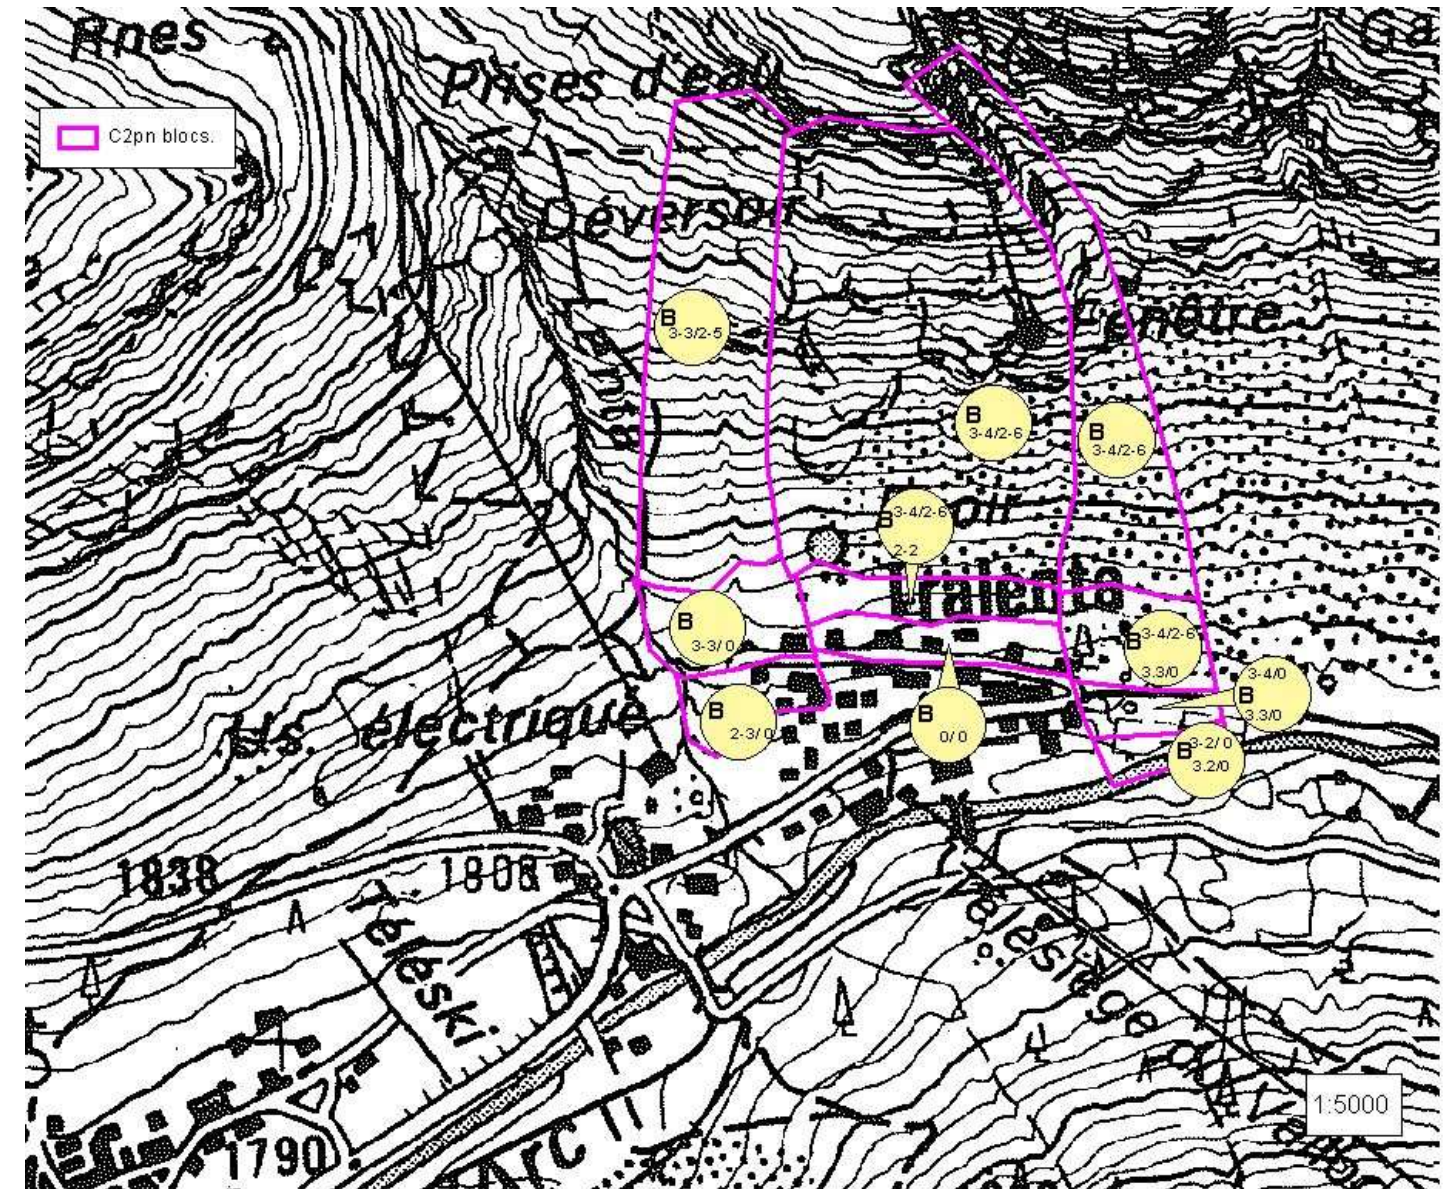 Prises d'eau
C2pn blocs.
Déversoir
Fenêtre
B
3-3/2-5
B
3-4/2-6
B
3-4/2-6
B
3-4/2-6
2-2
B
3-3/0
B
3-4/2-6
3.3/0
B
3-4/0
3.3/0
B
2-3/0
B
0/0
B
3-2/0
3.2/0
Us. électrique
1838
1808
Téléski
1:5000
1790
Arc